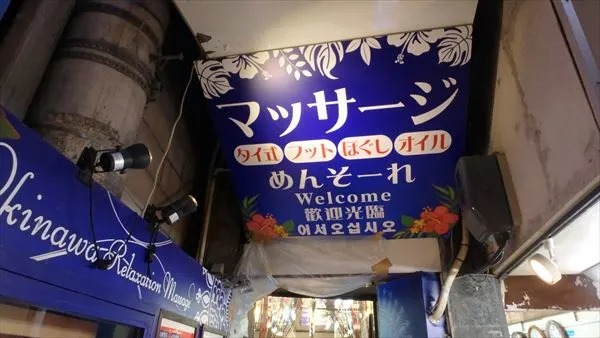 マッサージ
タイ式 フット ほぐし オイル
めんそーれ
Welcome
歓迎光臨
어서오십시오
Okinawa Relaxation Massage